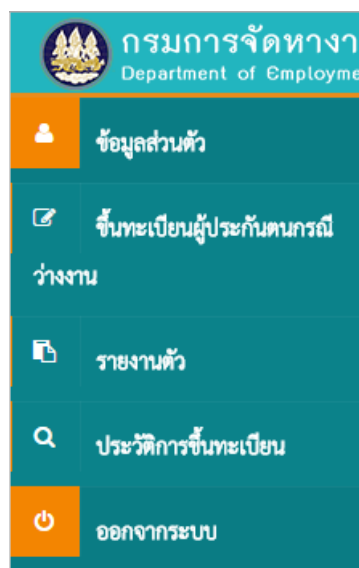 กรมการจัดหางา
Department of Employme
ข้อมูลส่วนตัว
ขึ้นทะเบียนผู้ประกันตนกรณี
ว่างงาน
รายงานตัว
ประวัติการขึ้นทะเบียน
ออกจากระบบ